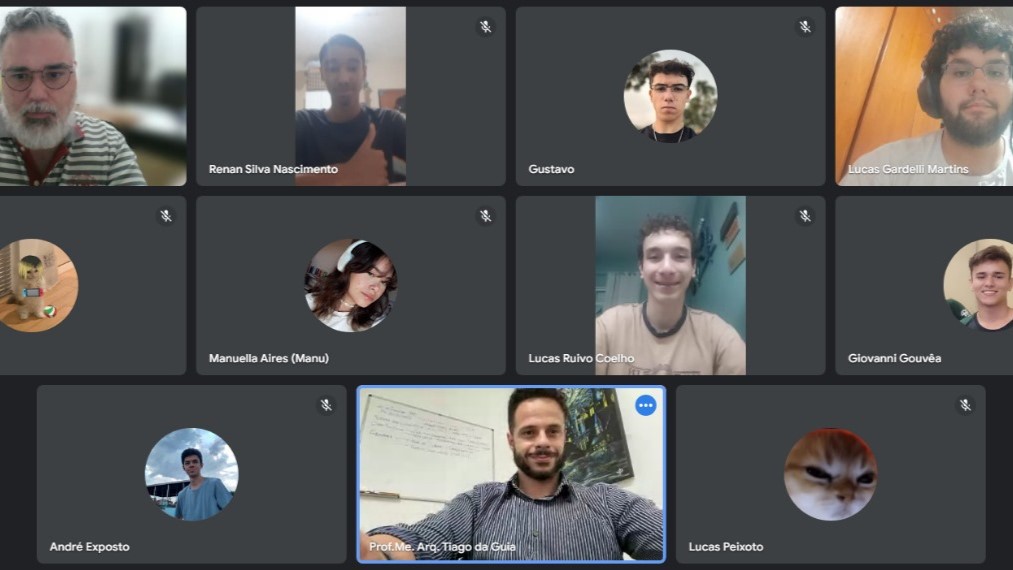 Renan Silva Nascimento
Gustavo
Lucas Gardelli Martins
Manuella Aires (Manu)
Lucas Ruivo Coelho
Giovanni Gouvêa
André Exposto
Prof.Me. Arq. Tiago da Guia
Lucas Peixoto